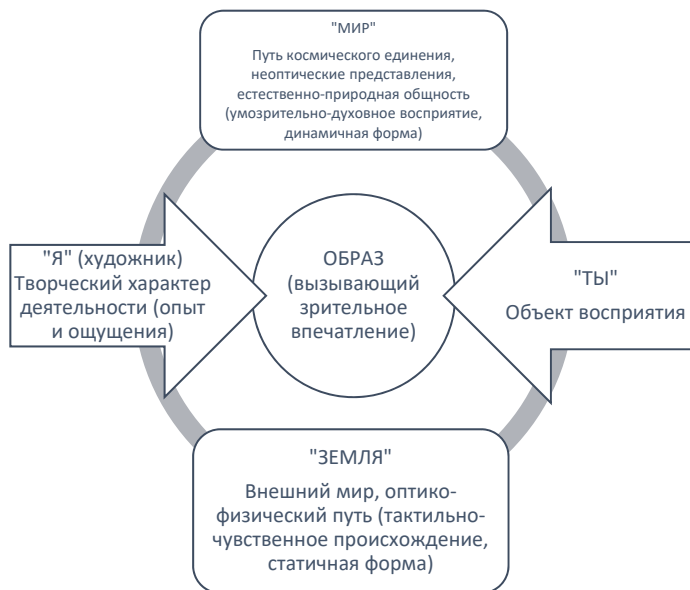 "МИР"
Путь космического единения,
неоптические представления,
естественно-природная общность
(умозрительно-духовное восприятие,
динамичная форма)
"Я" (художник)
Творческий характер
деятельности (опыт
и ощущения)
ОБРАЗ
(вызывающий
зрительное
впечатление)
"ТЫ"
Объект восприятия
"ЗЕМЛЯ"
Внешний мир, оптико-
физический путь (тактильно-
чувственное происхождение,
статичная форма)